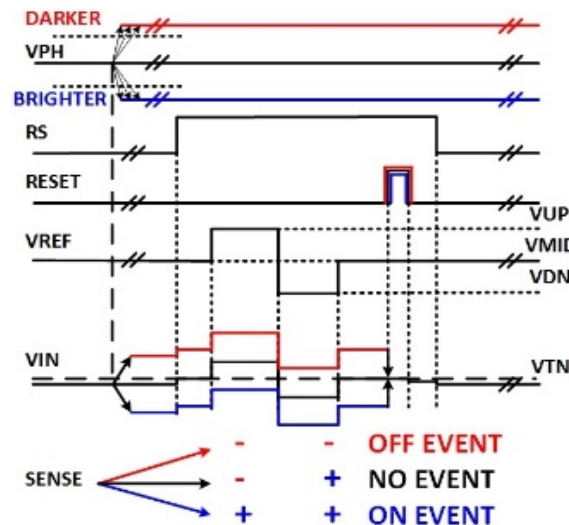 DARKER
VPH
BRIGHTER
RS
RESET
VUP
VREF
VMID
VDN
VIN
VTN
- - OFF EVENT
SENSE - + NO EVENT
+ + ON EVENT